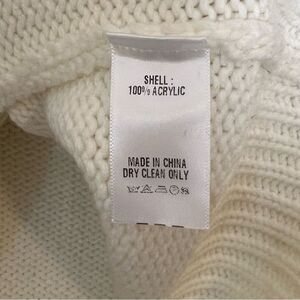 SHELL :
100% ACRYLIC
MADE IN CHINA
DRY CLEAN ONLY